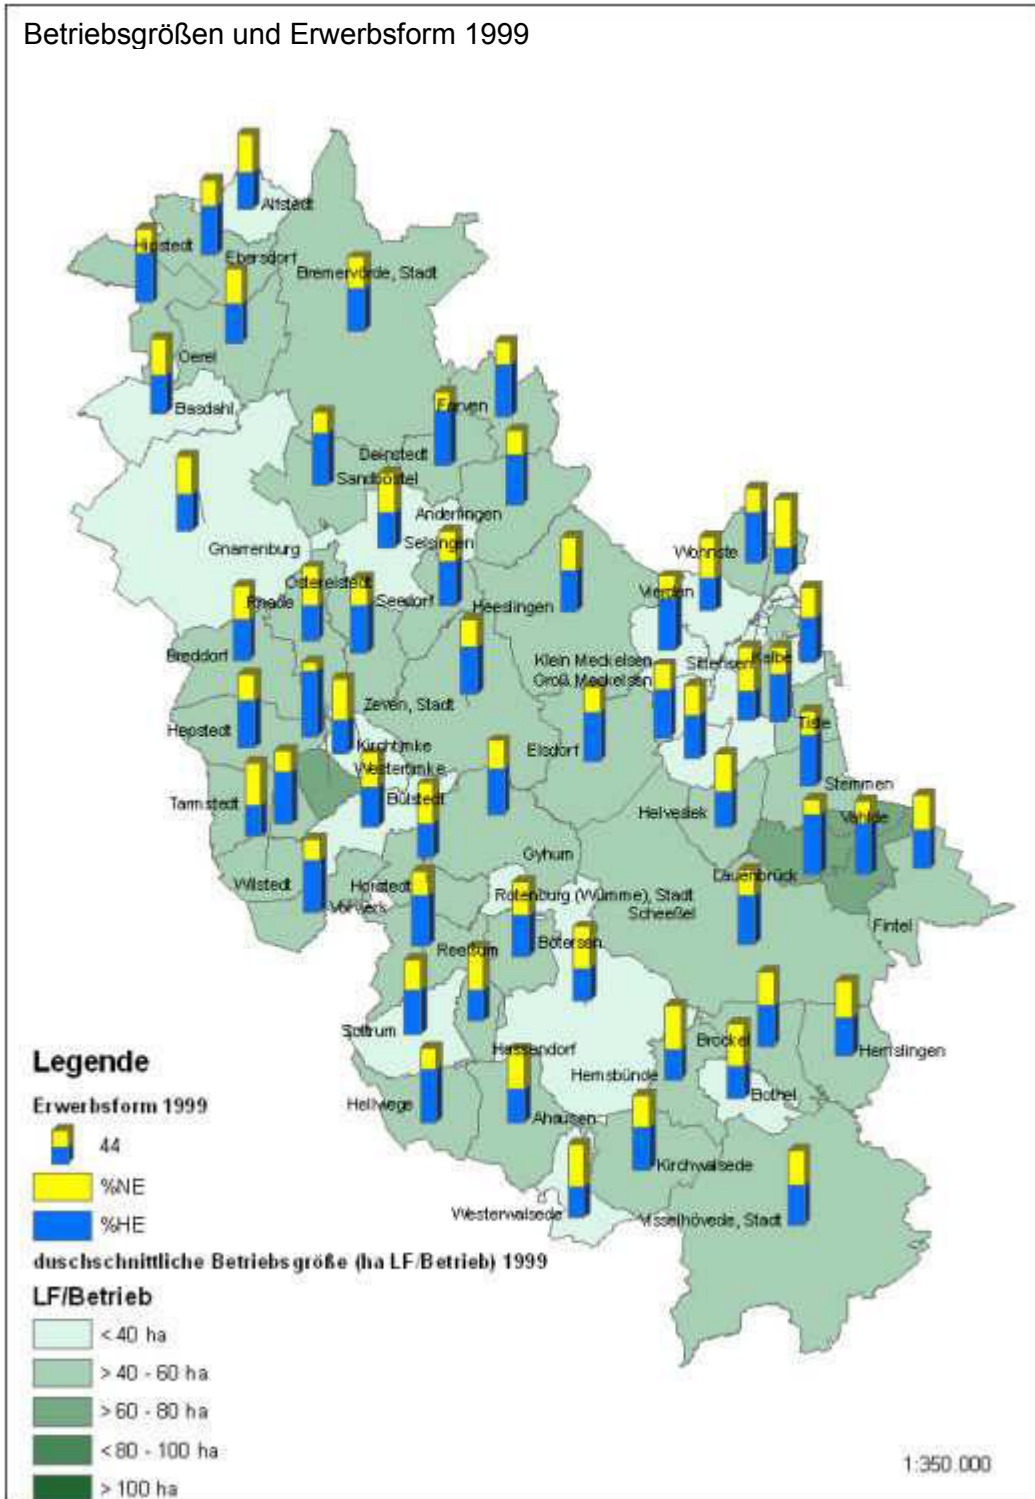 Betriebsgrößen und Erwerbsform 1999
Alfstedt
Hipstedt
Ebersdorf
Bremervörde, Stadt
Oerel
Basdahl
Farven
Deinstedt
Sandbostel
Anderlingen
Selsingen
Gnarrenburg
Ostereistedt
Rhade
Seedorf
Heeslingen
Wohnste
Vierden
Breddorf
Klein Meckelsen
Sittensen
Kalbe
Groß Meckelsen
Zeven, Stadt
Hepstedt
Kirchtimke
Elsdorf
Tiste
Westertimke
Stemmen
Tarmstedt
Bülstedt
Helvesiek
Vahlde
Gyhum
Lauenbrück
Wilstedt
Horstedt
Rotenburg (Wümme), Stadt
Vorwerk
Scheeßel
Fintel
Reeßum
Bötersen
Sottrum
Brockel
Hemslingen
Hassendorf
Hemsbünde
Bothel
Hellwege
Ahausen
Kirchwalsede
Westerwalsede
Visselhövede, Stadt
Legende
Erwerbsform 1999
44
%NE
%HE
duschschnittliche Betriebsgröße (ha LF/Betrieb) 1999
LF/Betrieb
< 40 ha
> 40 - 60 ha
> 60 - 80 ha
< 80 - 100 ha
> 100 ha
1:350.000